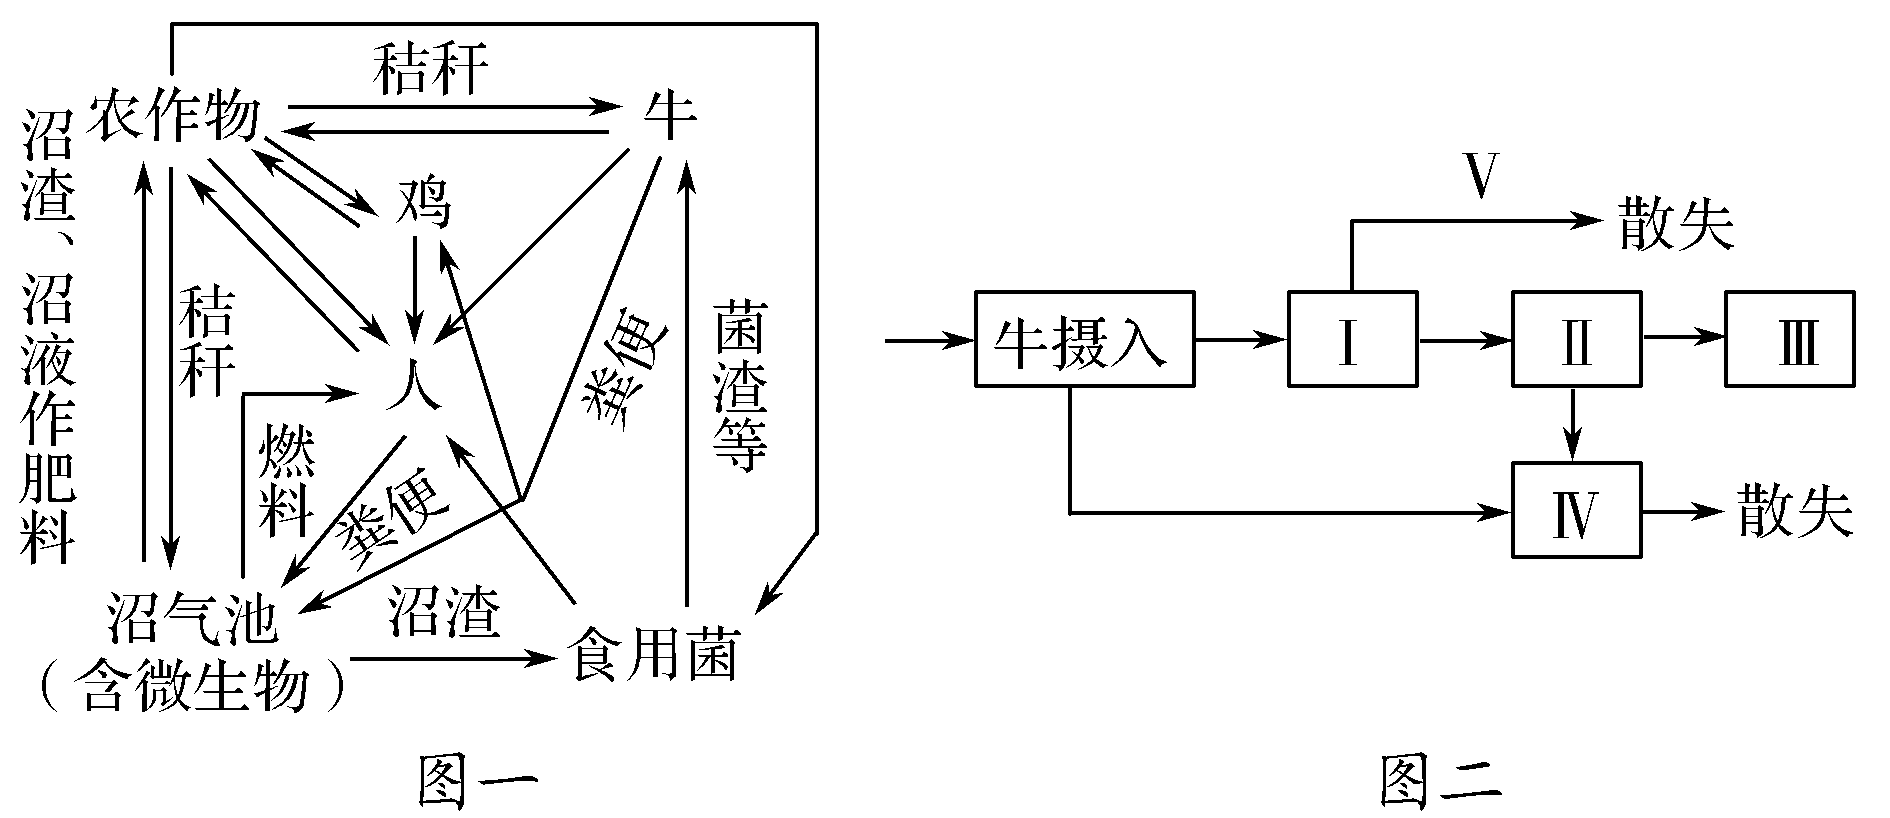 秸秆
农作物
牛
沼渣、沼液作肥料
鸡
秸秆
粪便
菌渣等
人
燃料
粪便
沼气池
(含微生物)
沼渣
食用菌
图一
Ⅴ
散失
牛摄入
Ⅰ
Ⅱ
Ⅲ
Ⅳ
散失
图二